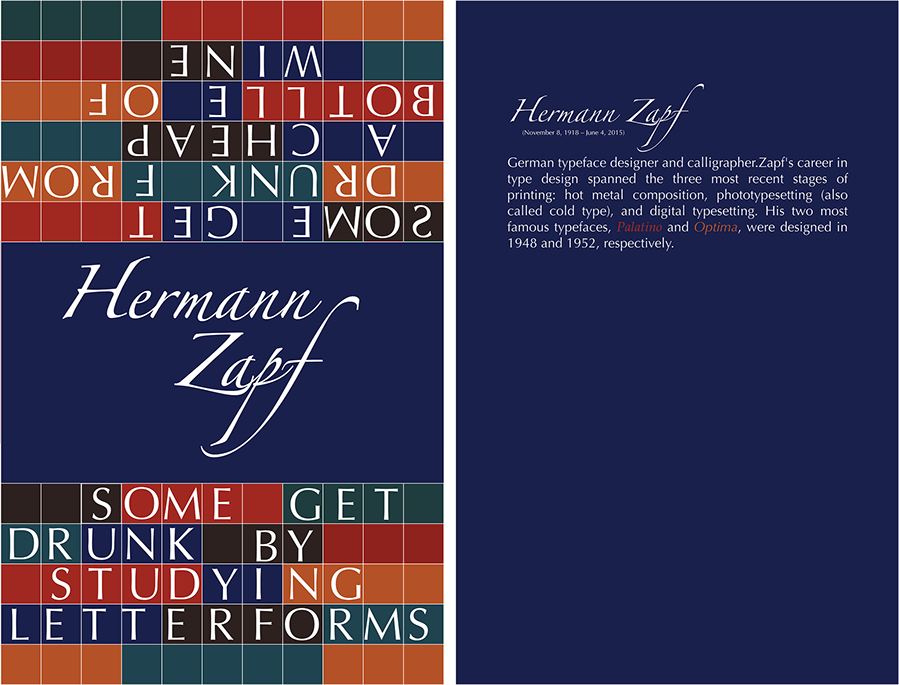 SOME GET
DRUNK FROM
A CHEAP
BOTLLE OF
WINE
Hermann
Zapf
SOME GET
DRUNK BY
STUDYING
LETTERFORMS
Hermann Zapf
(November 8, 1918 – June 4, 2015)
German typeface designer and calligrapher.Zapf's career in
type design spanned the three most recent stages of
printing: hot metal composition, phototypesetting (also
called cold type), and digital typesetting. His two most
famous typefaces, Palatino and Optima, were designed in
1948 and 1952, respectively.